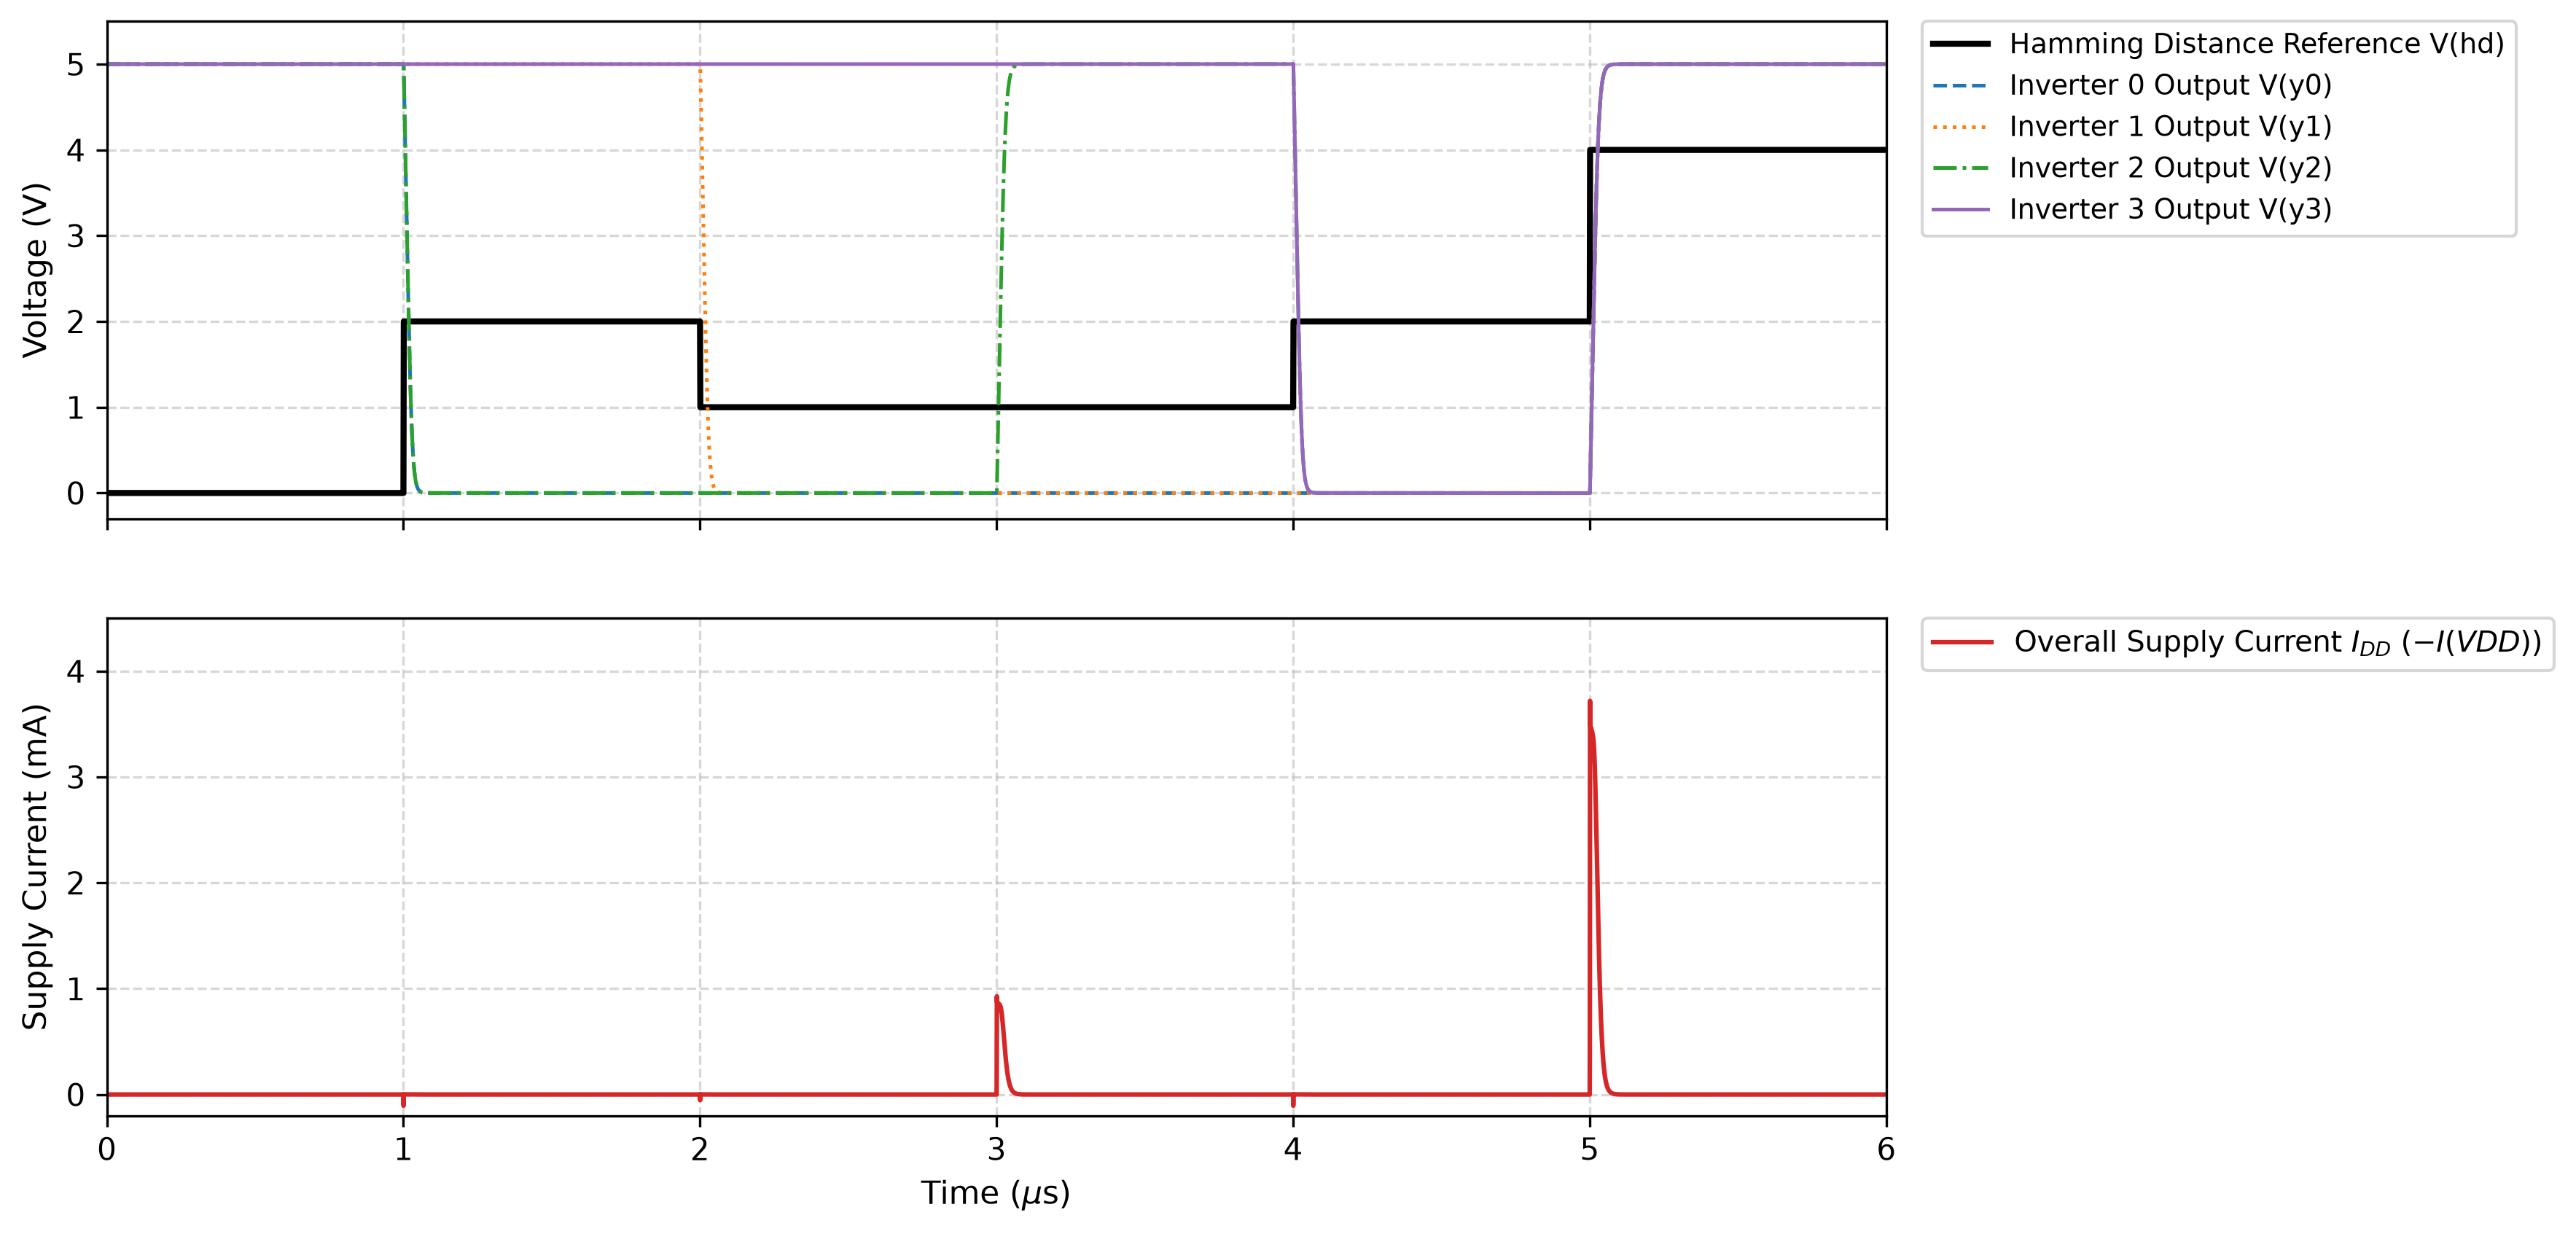 Voltage (V)
5
4
3
2
1
0
Hamming Distance Reference V(hd)
Inverter 0 Output V(y0)
Inverter 1 Output V(y1)
Inverter 2 Output V(y2)
Inverter 3 Output V(y3)
Supply Current (mA)
4
3
2
1
0
Overall Supply Current I_DD (−I(VDD))
0 1 2 3 4 5 6
Time (μs)